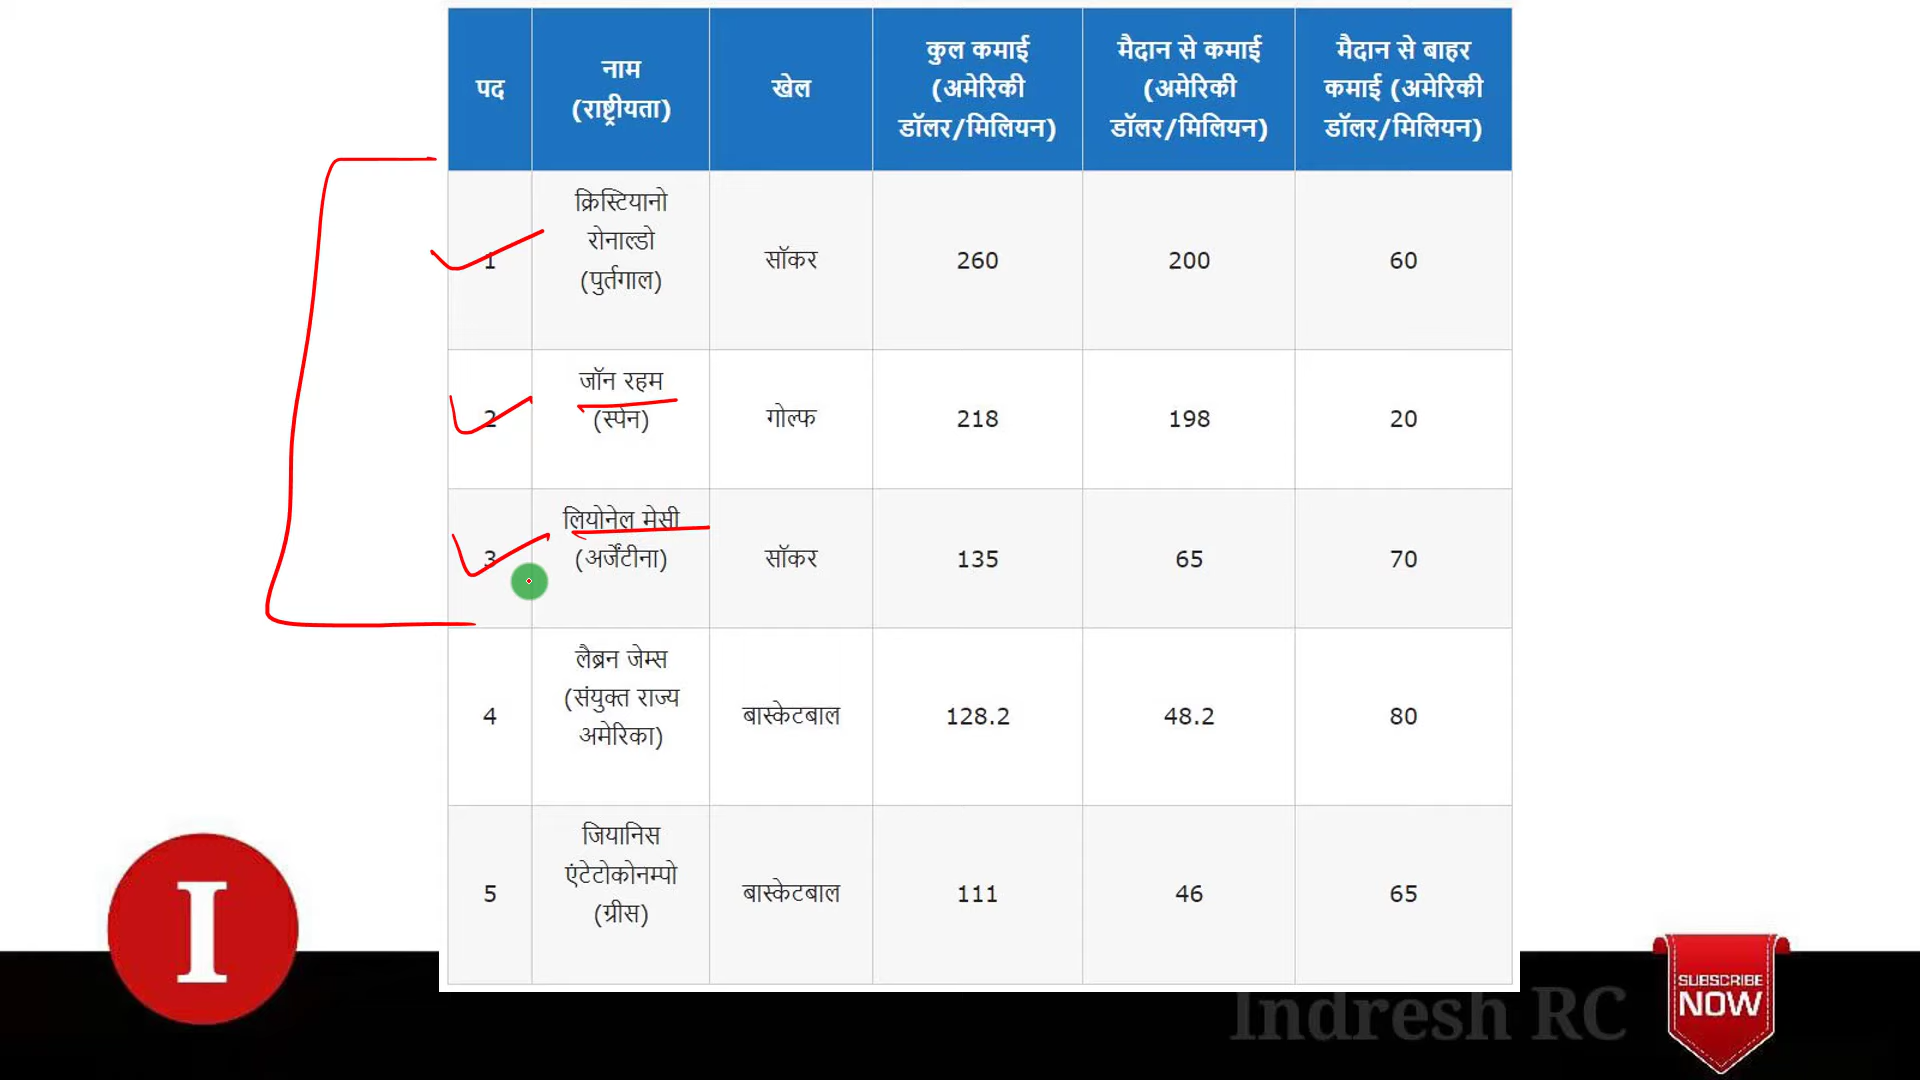 पद
नाम
(राष्ट्रीयता)
खेल
कुल कमाई
(अमेरिकी
डॉलर/मिलियन)
मैदान से कमाई
(अमेरिकी
डॉलर/मिलियन)
मैदान से बाहर
कमाई (अमेरिकी
डॉलर/मिलियन)
1
क्रिस्टियानो
रोनाल्डो
(पुर्तगाल)
सॉकर
260
200
60
2
जॉन रहम
(स्पेन)
गोल्फ
218
198
20
3
लियोनेल मेसी
(अर्जेंटीना)
सॉकर
135
65
70
4
लैब्रन जेम्स
(संयुक्त राज्य
अमेरिका)
बास्केटबाल
128.2
48.2
80
5
जियानिस
एंटेटोकोनम्पो
(ग्रीस)
बास्केटबाल
111
46
65
I
Indresh RC
SUBSCRIBE
NOW